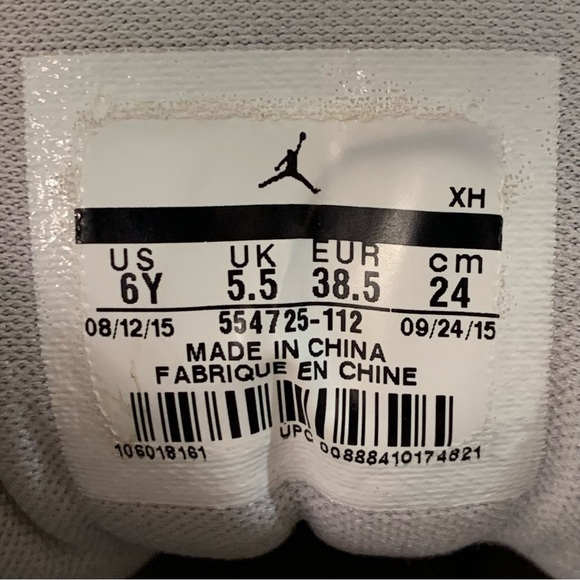 XH
US UK EUR cm
6Y 5.5 38.5 24
08/12/15 554725-112 09/24/15
MADE IN CHINA
FABRIQUE EN CHINE
106018161 UPC 00888410174621